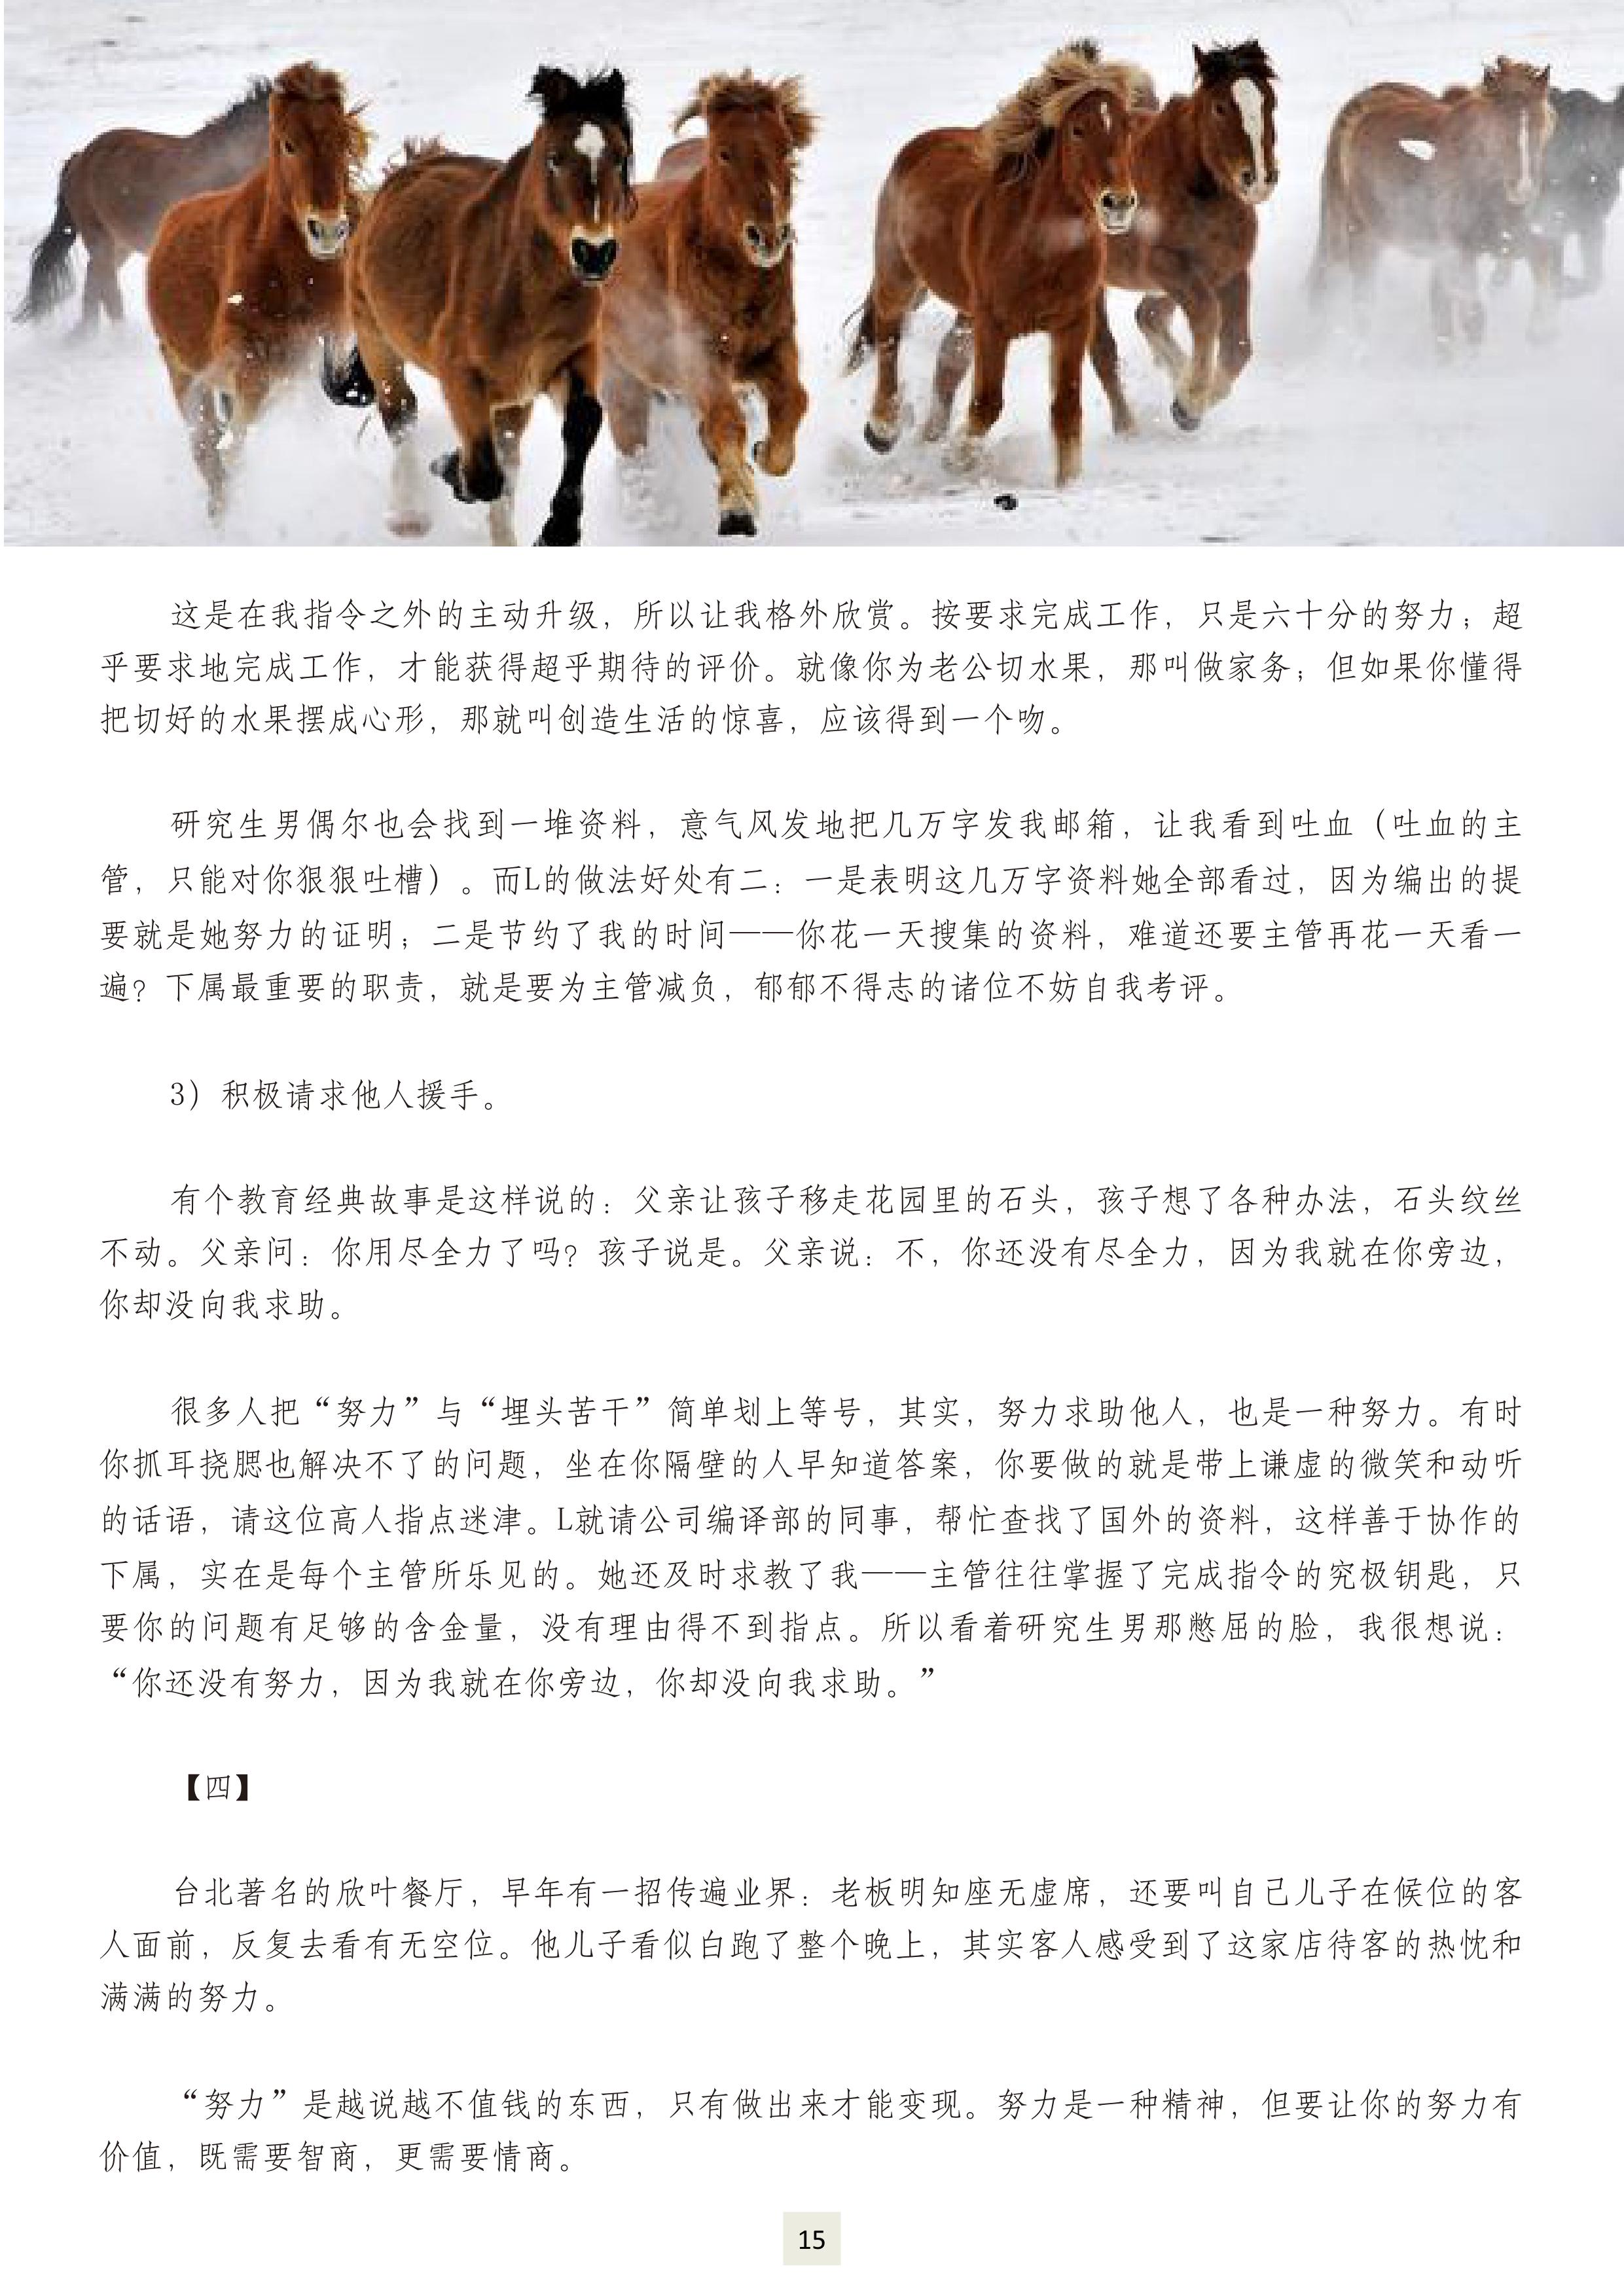 这是在我指令之外的主动升级，所以让我格外欣赏。按要求完成工作，只是六十分的努力；超
乎要求地完成工作，才能获得超乎期待的评价。就像你为老公切水果，那叫做家务；但如果你懂得
把切好的水果摆成心形，那就叫创造生活的惊喜，应该得到一个吻。
研究生男偶尔也会找到一堆资料，意气风发地把几万字发我邮箱，让我看到吐血（吐血的主
管，只能对你狠狠吐槽）。而L的做法好处有二：一是表明这几万字资料她全部看过，因为编出的提
要就是她努力的证明；二是节约了我的时间——你花一天搜集的资料，难道还要主管再花一天看一
遍？下属最重要的职责，就是要为主管减负，郁郁不得志的诸位不妨自我考评。
3）积极请求他人援手。
有个教育经典故事是这样说的：父亲让孩子移走花园里的石头，孩子想了各种办法，石头纹丝
不动。父亲问：你用尽全力了吗？孩子说是。父亲说：不，你还没有尽全力，因为我就在你旁边，
你却没向我求助。
很多人把“努力”与“埋头苦干”简单划上等号，其实，努力求助他人，也是一种努力。有时
你抓耳挠腮也解决不了的问题，坐在你隔壁的人早知道答案，你要做的就是带上谦虚的微笑和动听
的话语，请这位高人指点迷津。L就请公司编译部的同事，帮忙查找了国外的资料，这样善于协作的
下属，实在是每个主管所乐见的。她还及时求教了我——主管往往掌握了完成指令的究极钥匙，只
要你的问题有足够的含金量，没有理由得不到指点。所以看着研究生男那憋屈的脸，我很想说：
“你还没有努力，因为我就在你旁边，你却没向我求助。”
【四】
台北著名的欣叶餐厅，早年有一招传遍业界：老板明知座无虚席，还要叫自己儿子在候位的客
人面前，反复去看有无空位。他儿子看似白跑了整个晚上，其实客人感受到了这家店待客的热忱和
满满的努力。
“努力”是越说越不值钱的东西，只有做出来才能变现。努力是一种精神，但要让你的努力有
价值，既需要智商，更需要情商。
15